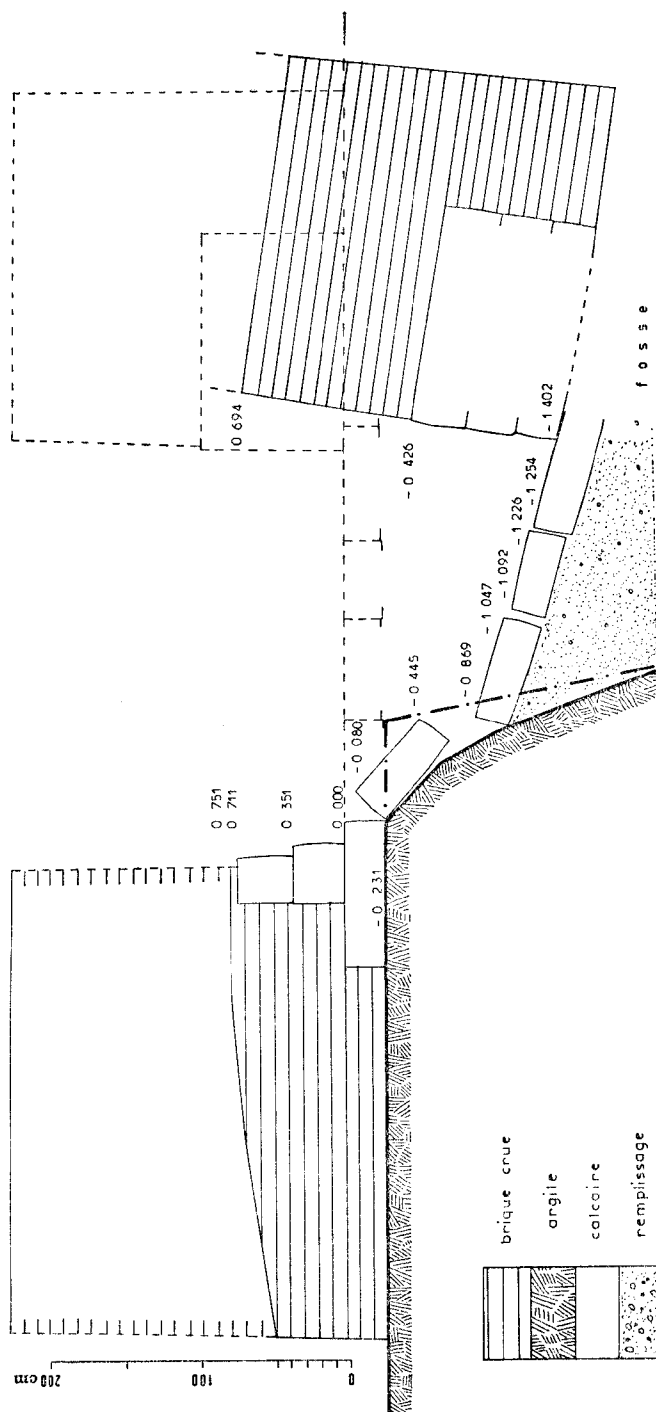 0 694
- 0 426
- 1 402
- 1 254
- 1 226
- 1 092
- 1 047
- 0 869
- 0 445
- 0 080
0 000
0 351
0 711
0 751
- 0 231
fosse
200 cm
100
0
brique crue
argile
calcaire
remplissage